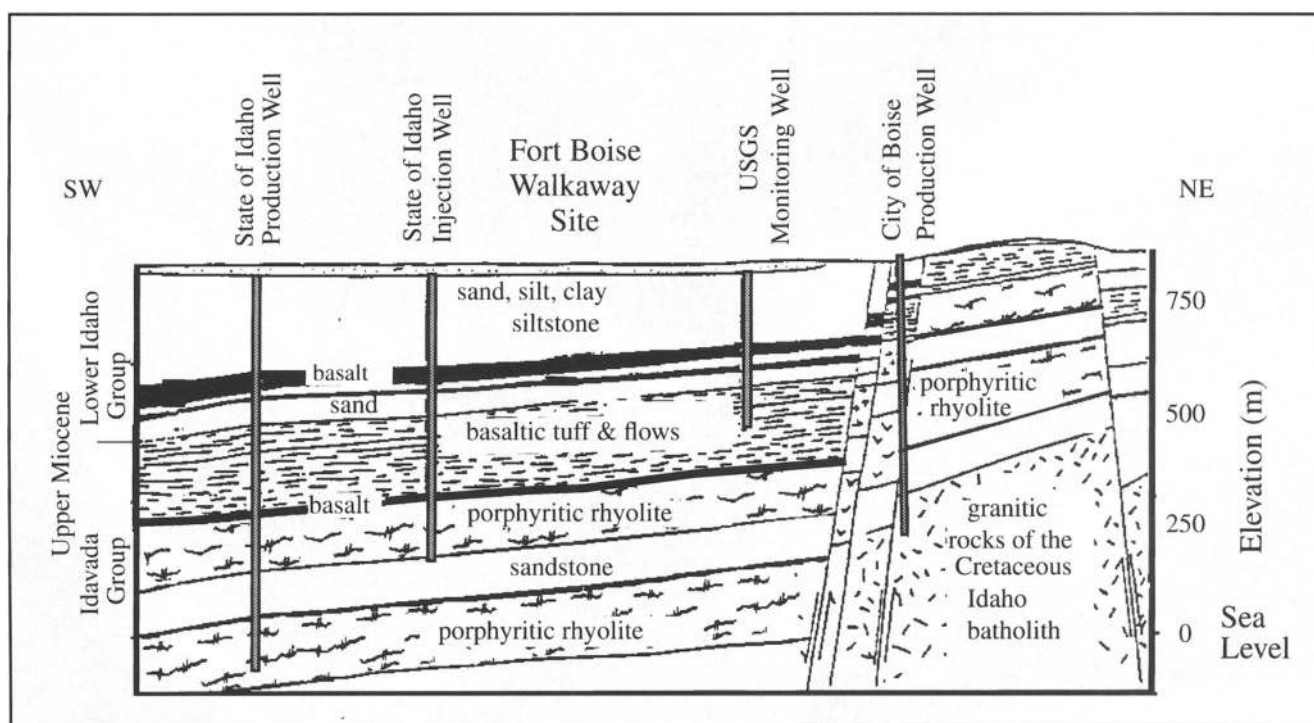 SW
State of Idaho
Production Well
State of Idaho
Injection Well
Fort Boise
Walkaway
Site
USGS
Monitoring Well
City of Boise
Production Well
NE
Upper Miocene
Lower Idaho
Group
Idavada
Group
sand, silt, clay
siltstone
basalt
sand
basaltic tuff & flows
basalt
porphyritic rhyolite
sandstone
porphyritic rhyolite
porphyritic
rhyolite
granitic
rocks of the
Cretaceous
Idaho
batholith
750
500
250
0
Elevation (m)
Sea
Level